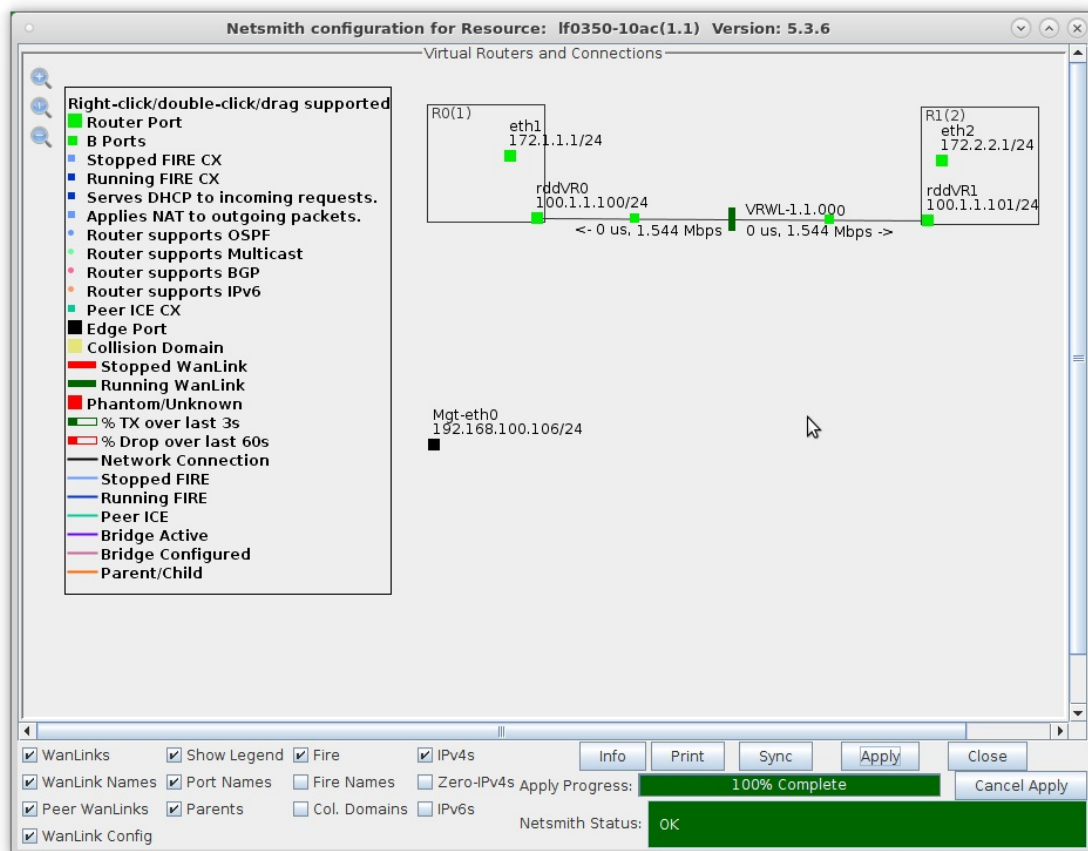 Netsmith configuration for Resource: lf0350-10ac(1.1) Version: 5.3.6
Virtual Routers and Connections
Right-click/double-click/drag supported
Router Port
B Ports
Stopped FIRE CX
Running FIRE CX
Serves DHCP to incoming requests.
Applies NAT to outgoing packets.
Router supports OSPF
Router supports Multicast
Router supports BGP
Router supports IPv6
Peer ICE CX
Edge Port
Collision Domain
Stopped WanLink
Running WanLink
Phantom/Unknown
% TX over last 3s
% Drop over last 60s
Network Connection
Stopped FIRE
Running FIRE
Peer ICE
Bridge Active
Bridge Configured
Parent/Child
R0(1)
eth1
172.1.1.1/24
rddVR0
100.1.1.100/24
VRWL-1.1.000
<- 0 us, 1.544 Mbps
0 us, 1.544 Mbps ->
R1(2)
eth2
172.2.2.1/24
rddVR1
100.1.1.101/24
Mgt-eth0
192.168.100.106/24
WanLinks Show Legend Fire IPv4s Info Print Sync Apply Close
WanLink Names Port Names Fire Names Zero-IPv4s Apply Progress: 100% Complete Cancel Apply
Peer WanLinks Parents Col. Domains IPv6s Netsmith Status: OK
WanLink Config